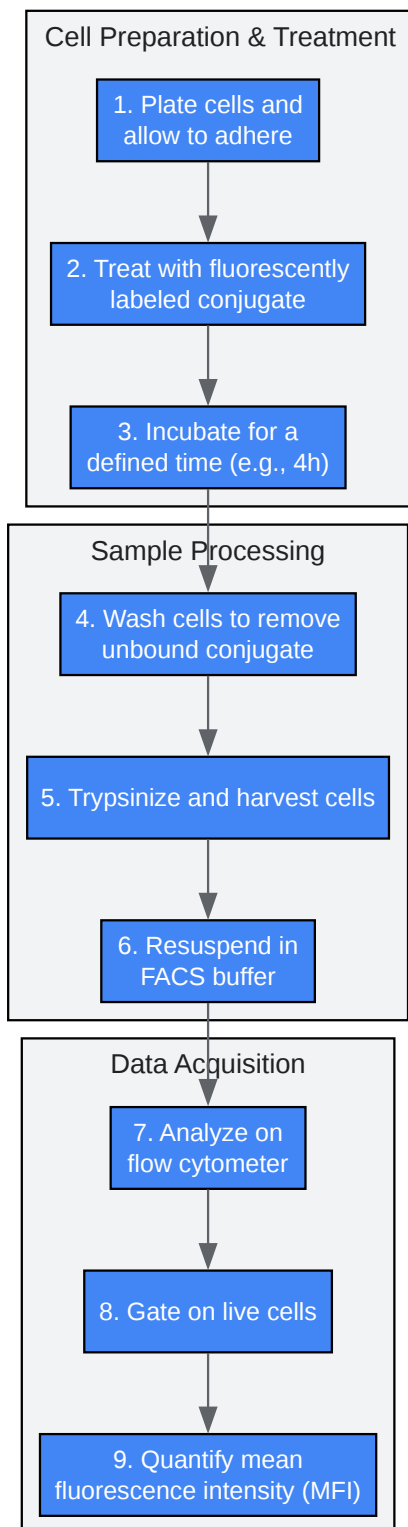 Cell Preparation & Treatment
1. Plate cells and
allow to adhere
2. Treat with fluorescently
labeled conjugate
3. Incubate for a
defined time (e.g., 4h)
Sample Processing
4. Wash cells to remove
unbound conjugate
5. Trypsinize and harvest cells
6. Resuspend in
FACS buffer
Data Acquisition
7. Analyze on
flow cytometer
8. Gate on live cells
9. Quantify mean
fluorescence intensity (MFI)